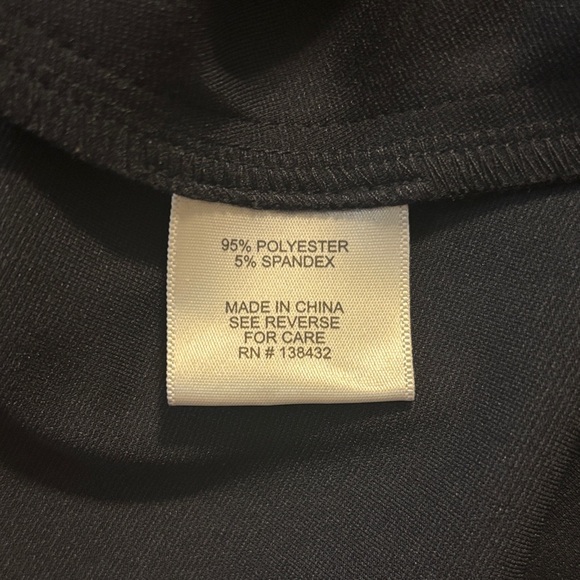 95% POLYESTER
5% SPANDEX
MADE IN CHINA
SEE REVERSE
FOR CARE
RN # 138432